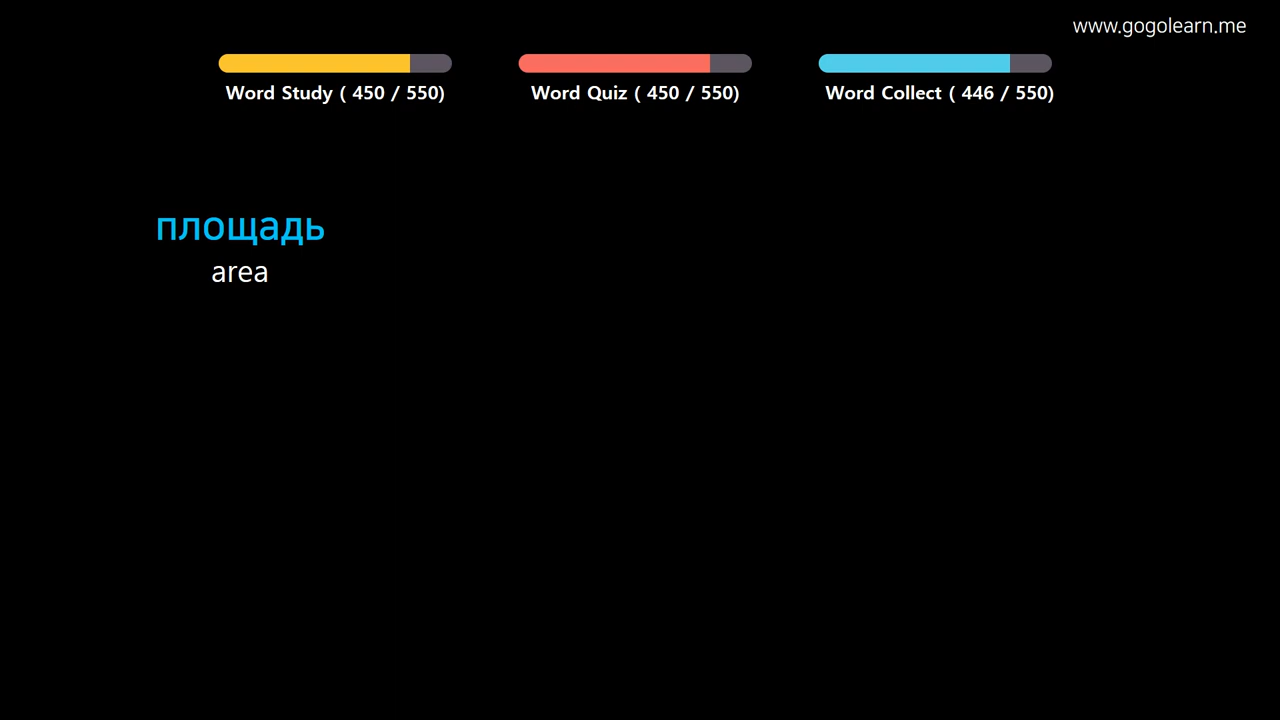 www.gogolearn.me
Word Study ( 450 / 550)
Word Quiz ( 450 / 550)
Word Collect ( 446 / 550)
площадь
area